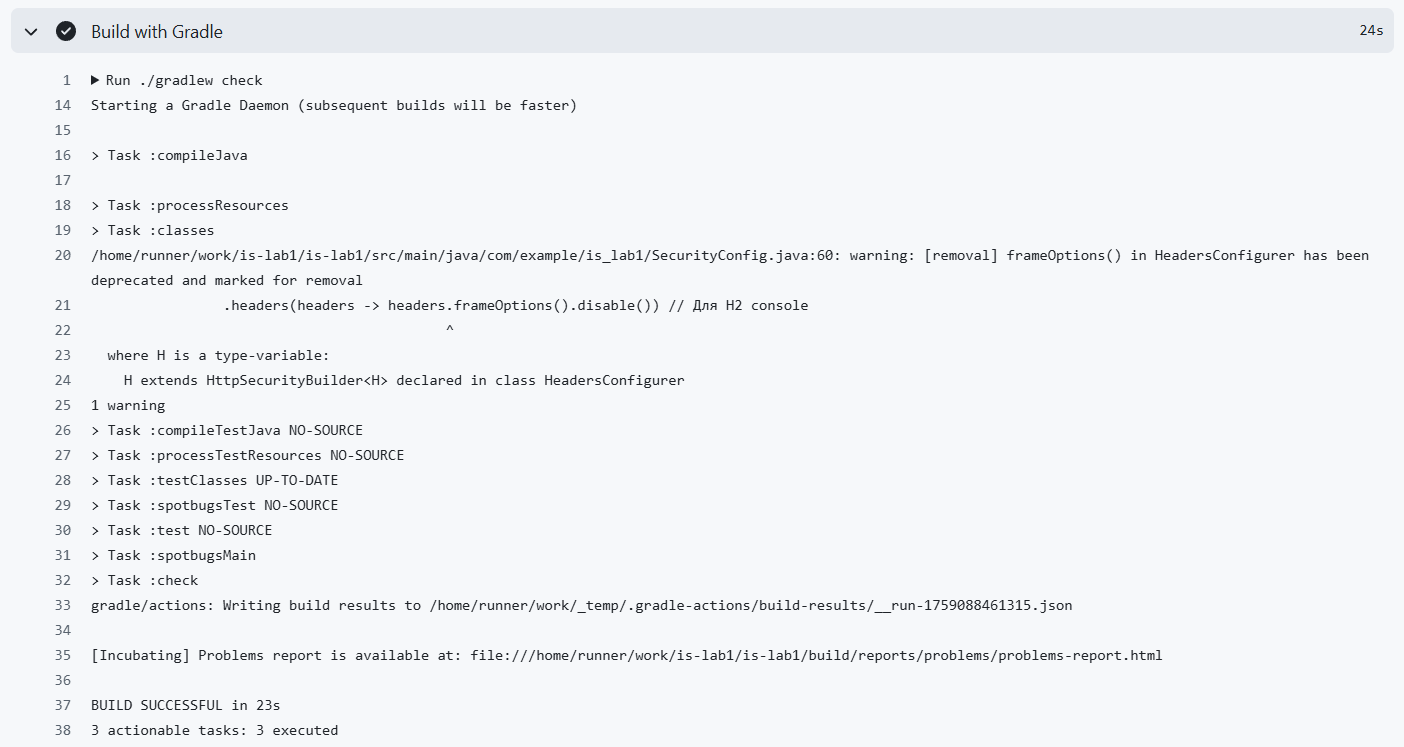 Build with Gradle 24s
1 ▶ Run ./gradlew check
14 Starting a Gradle Daemon (subsequent builds will be faster)
15
16 > Task :compileJava
17
18 > Task :processResources
19 > Task :classes
20 /home/runner/work/is-lab1/is-lab1/src/main/java/com/example/is_lab1/SecurityConfig.java:60: warning: [removal] frameOptions() in HeadersConfigurer has been
deprecated and marked for removal
21 .headers(headers -> headers.frameOptions().disable()) // Для H2 console
22 ^
23 where H is a type-variable:
24 H extends HttpSecurityBuilder<H> declared in class HeadersConfigurer
25 1 warning
26 > Task :compileTestJava NO-SOURCE
27 > Task :processTestResources NO-SOURCE
28 > Task :testClasses UP-TO-DATE
29 > Task :spotbugsTest NO-SOURCE
30 > Task :test NO-SOURCE
31 > Task :spotbugsMain
32 > Task :check
33 gradle/actions: Writing build results to /home/runner/work/_temp/.gradle-actions/build-results/__run-1759088461315.json
34
35 [Incubating] Problems report is available at: file:///home/runner/work/is-lab1/is-lab1/build/reports/problems/problems-report.html
36
37 BUILD SUCCESSFUL in 23s
38 3 actionable tasks: 3 executed